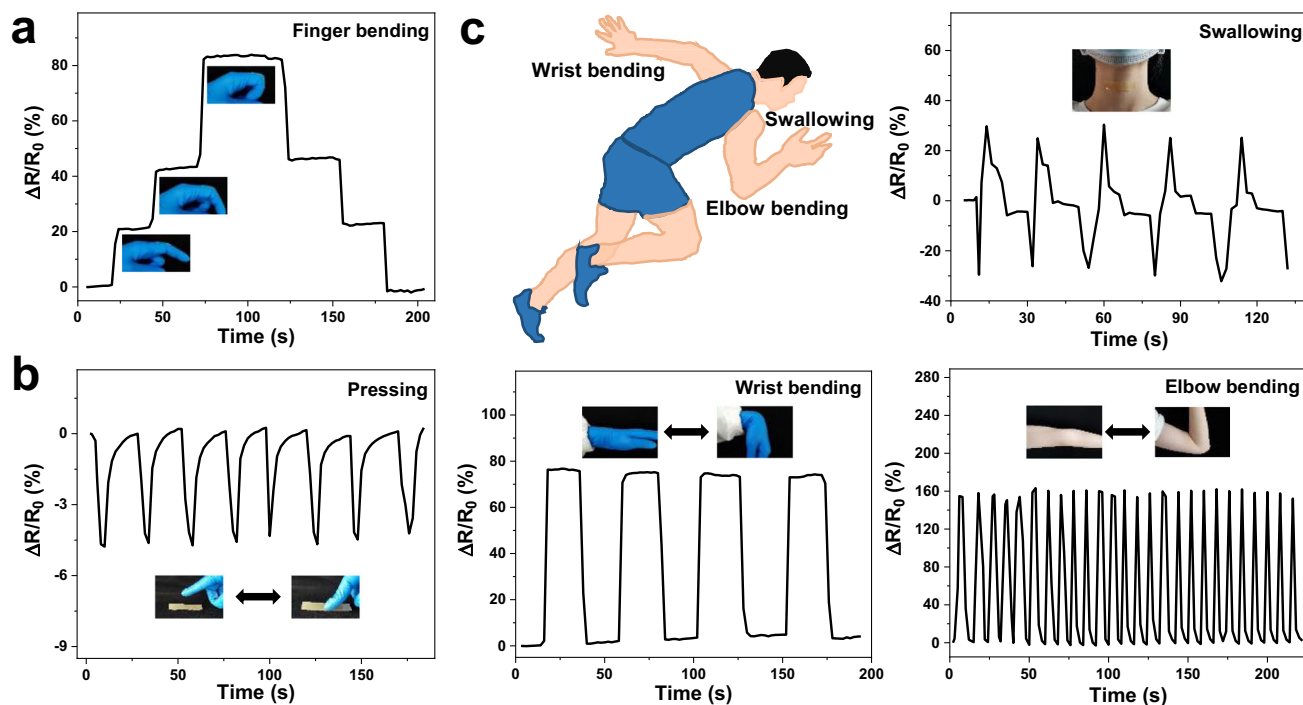 a
Finger bending
ΔR/R₀ (%)
80
60
40
20
0
0
50
100
150
200
Time (s)
c
Wrist bending
Swallowing
Elbow bending
Swallowing
ΔR/R₀ (%)
60
40
20
0
-20
-40
0
30
60
90
120
Time (s)
b
Pressing
ΔR/R₀ (%)
0
-3
-6
-9
0
50
100
150
Time (s)
Wrist bending
ΔR/R₀ (%)
100
80
60
40
20
0
0
50
100
150
200
Time (s)
Elbow bending
ΔR/R₀ (%)
280
240
200
160
120
80
40
0
0
50
100
150
200
Time (s)